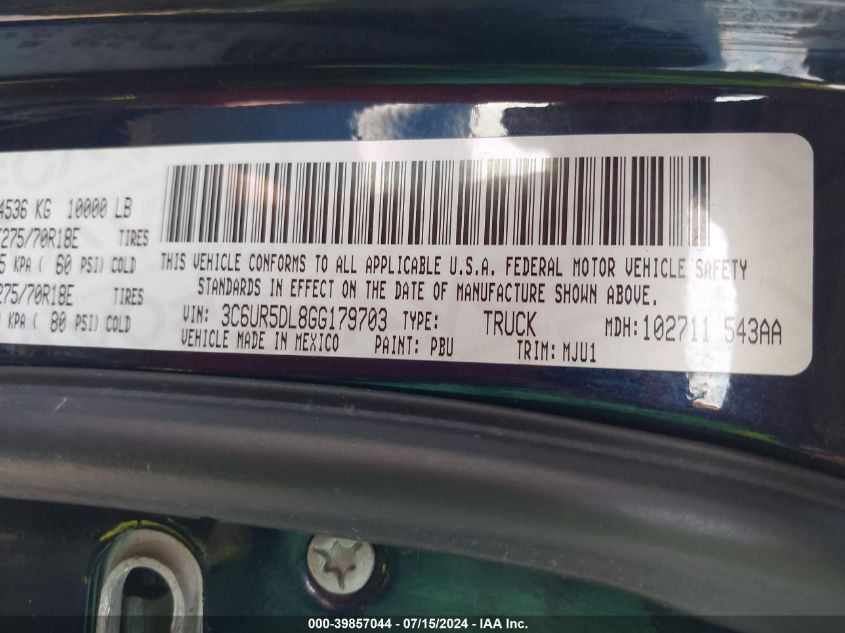 4536 KG 10000 LB
275/70R18E TIRES
5 KPA ( 60 PSI) COLD
275/70R18E TIRES
KPA ( 80 PSI) COLD
THIS VEHICLE CONFORMS TO ALL APPLICABLE U.S.A. FEDERAL MOTOR VEHICLE SAFETY
STANDARDS IN EFFECT ON THE DATE OF MANUFACTURE SHOWN ABOVE.
VIN: 3C6UR5DL8GG179703 TYPE: TRUCK MDH: 102711 543AA
VEHICLE MADE IN MEXICO PAINT: PBU TRIM: MJU1
000-39857044 - 07/15/2024 - IAA Inc.